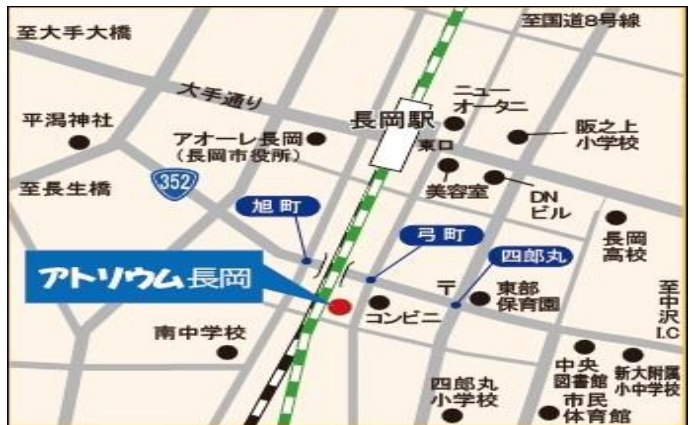 至大手大橋
至国道8号線
大手通り
ニュー
オータニ
平潟神社
アオーレ長岡
(長岡市役所)
長岡駅
東口
阪之上
小学校
至長生橋
352
美容室
DN
ビル
旭町
弓町
四郎丸
長岡
高校
アトリウム長岡
〒
東部
保育園
至中沢
I.C
コンビニ
南中学校
中央
図書館
新大附属
小中学校
四郎丸
小学校
市民
体育館